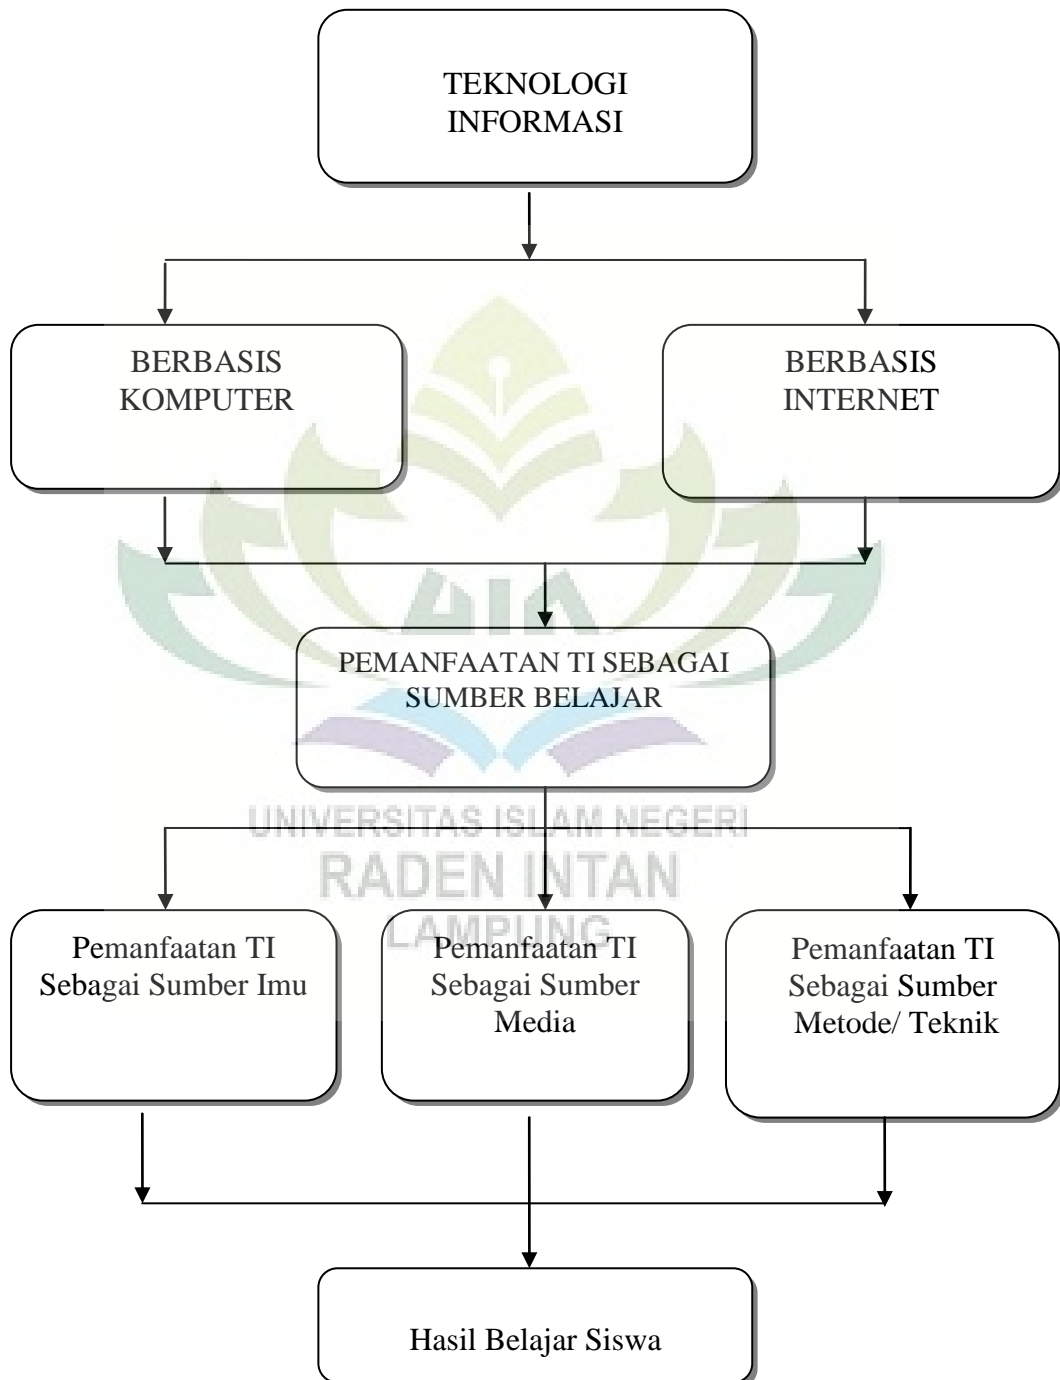 TEKNOLOGI
INFORMASI
BERBASIS
KOMPUTER
BERBASIS
INTERNET
UIN
PEMANFAATAN TI SEBAGAI
SUMBER BELAJAR
UNIVERSITAS ISLAM NEGERI
RADEN INTAN
LAMPUNG
Pemanfaatan TI
Sebagai Sumber Imu
Pemanfaatan TI
Sebagai Sumber
Media
Pemanfaatan TI
Sebagai Sumber
Metode/ Teknik
Hasil Belajar Siswa